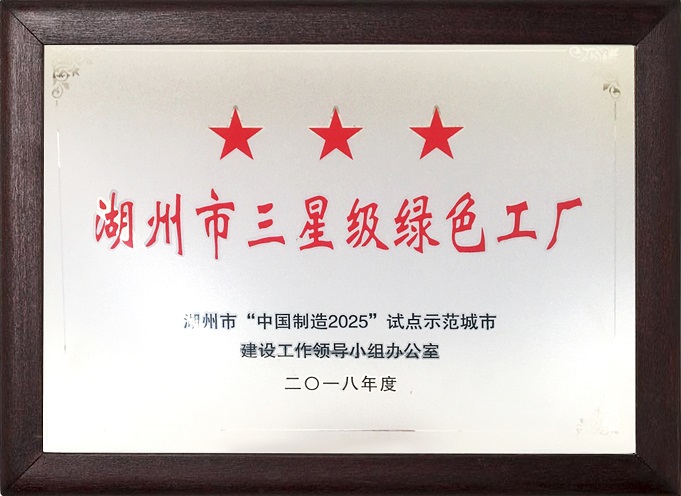 湖州市三星级绿色工厂
湖州市“中国制造2025”试点示范城市
建设工作领导小组办公室
二〇一八年度